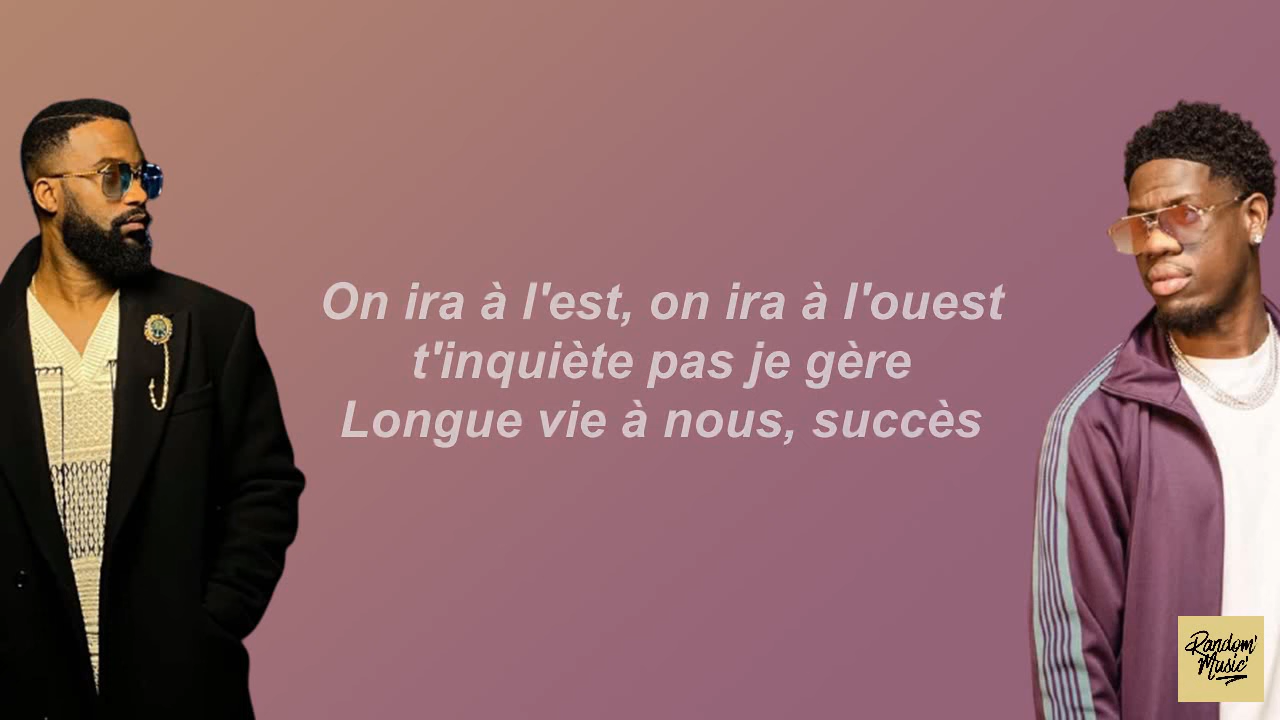 On ira à l'est, on ira à l'ouest
t'inquiète pas je gère
Longue vie à nous, succès
Random'
Music'